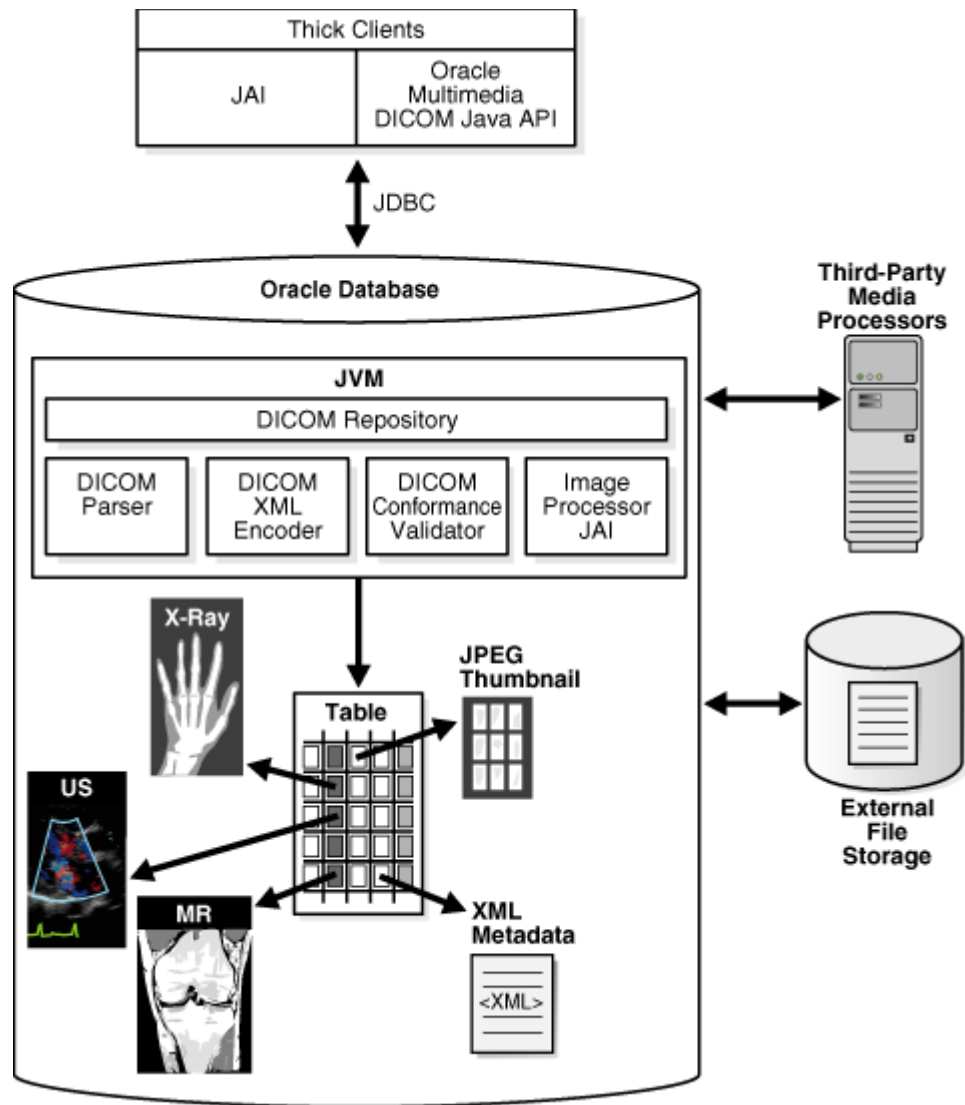 Thick Clients
JAI
Oracle
Multimedia
DICOM Java API
JDBC
Oracle Database
Third-Party
Media
Processors
JVM
DICOM Repository
DICOM
Parser
DICOM
XML
Encoder
DICOM
Conformance
Validator
Image
Processor
JAI
X-Ray
JPEG
Thumbnail
Table
US
External
File
Storage
MR
XML
Metadata
<XML>